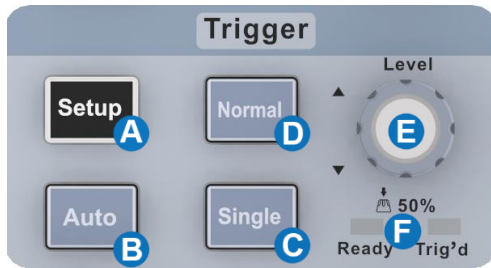 Trigger
Level
Setup
A
Normal
D
E
Auto
B
Single
C
50%
F
Ready
Trig'd